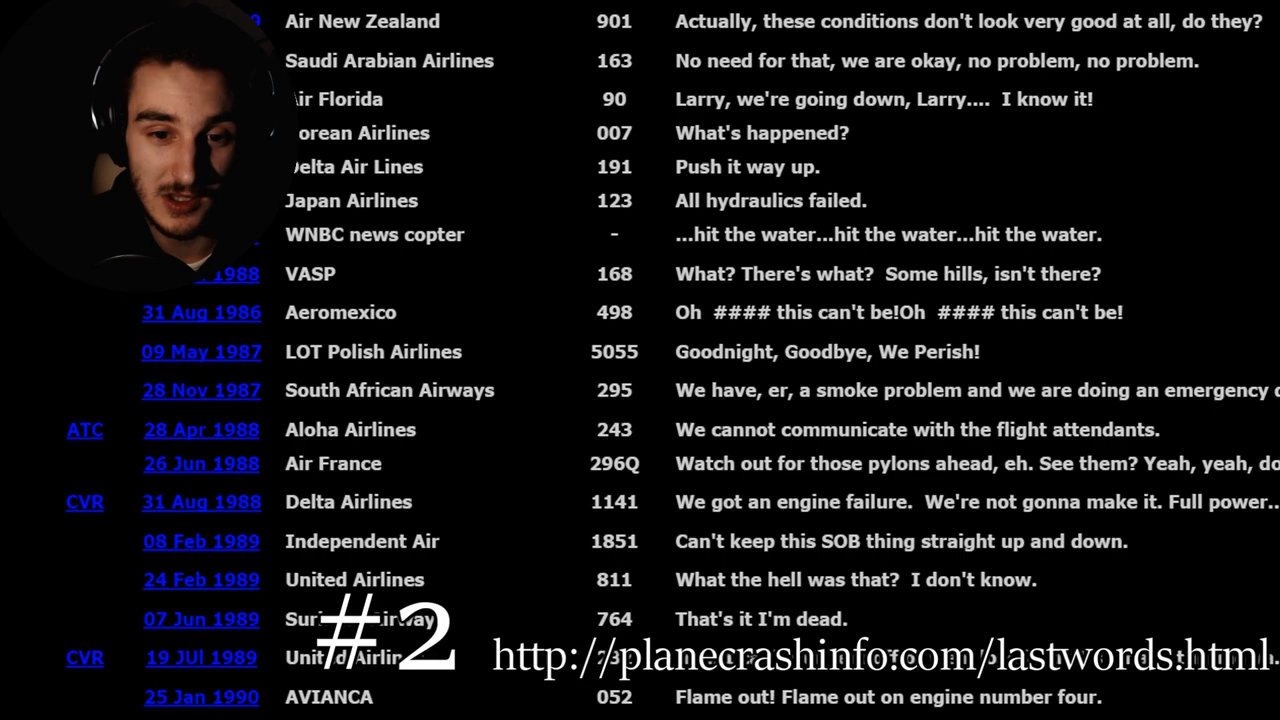 9 Air New Zealand 901 Actually, these conditions don't look very good at all, do they?
Saudi Arabian Airlines 163 No need for that, we are okay, no problem, no problem.
Air Florida 90 Larry, we're going down, Larry.... I know it!
Korean Airlines 007 What's happened?
Delta Air Lines 191 Push it way up.
Japan Airlines 123 All hydraulics failed.
WNBC news copter - ...hit the water...hit the water...hit the water.
1988 VASP 168 What? There's what? Some hills, isn't there?
31 Aug 1986 Aeromexico 498 Oh #### this can't be!Oh #### this can't be!
09 May 1987 LOT Polish Airlines 5055 Goodnight, Goodbye, We Perish!
28 Nov 1987 South African Airways 295 We have, er, a smoke problem and we are doing an emergency
ATC 28 Apr 1988 Aloha Airlines 243 We cannot communicate with the flight attendants.
26 Jun 1988 Air France 296Q Watch out for those pylons ahead, eh. See them? Yeah, yeah, do
CVR 31 Aug 1988 Delta Airlines 1141 We got an engine failure. We're not gonna make it. Full power..
08 Feb 1989 Independent Air 1851 Can't keep this SOB thing straight up and down.
24 Feb 1989 United Airlines 811 What the hell was that? I don't know.
07 Jun 1989 764 That's it I'm dead.
#2 http://planecrashinfo.com/lastwords.html
CVR 19 JUl 1989
25 Jan 1990 AVIANCA 052 Flame out! Flame out on engine number four.